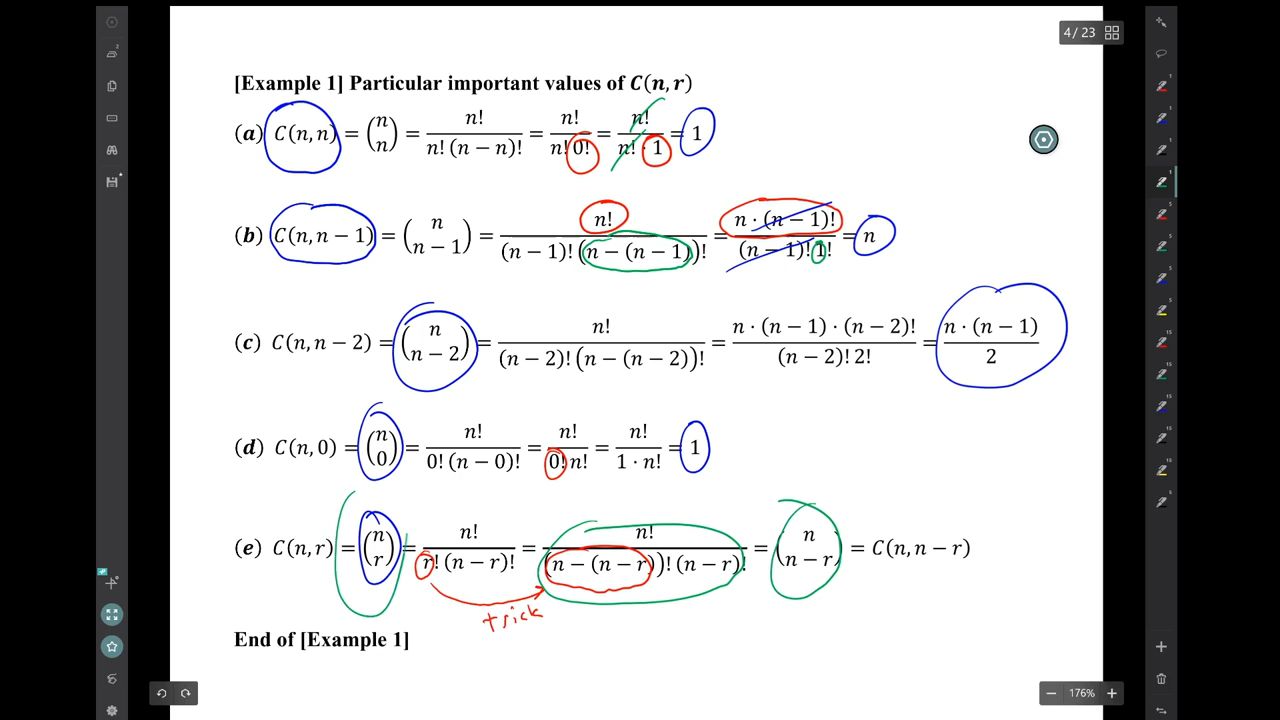 4 / 23
[Example 1] Particular important values of C(n, r)
(a) C(n, n) = (n n) = n! / n! (n − n)! = n! / n! 0! = n! / n! · 1 = 1
(b) C(n, n − 1) = (n n − 1) = n! / (n − 1)! (n − (n − 1))! = n · (n − 1)! / (n − 1)! 1! = n
(c) C(n, n − 2) = (n n − 2) = n! / (n − 2)! (n − (n − 2))! = n · (n − 1) · (n − 2)! / (n − 2)! 2! = n · (n − 1) / 2
(d) C(n, 0) = (n 0) = n! / 0! (n − 0)! = n! / 0! n! = n! / 1 · n! = 1
(e) C(n, r) = (n r) = n! / r! (n − r)! = n! / (n − (n − r))! (n − r)! = (n n − r) = C(n, n − r)
trick
End of [Example 1]
176%